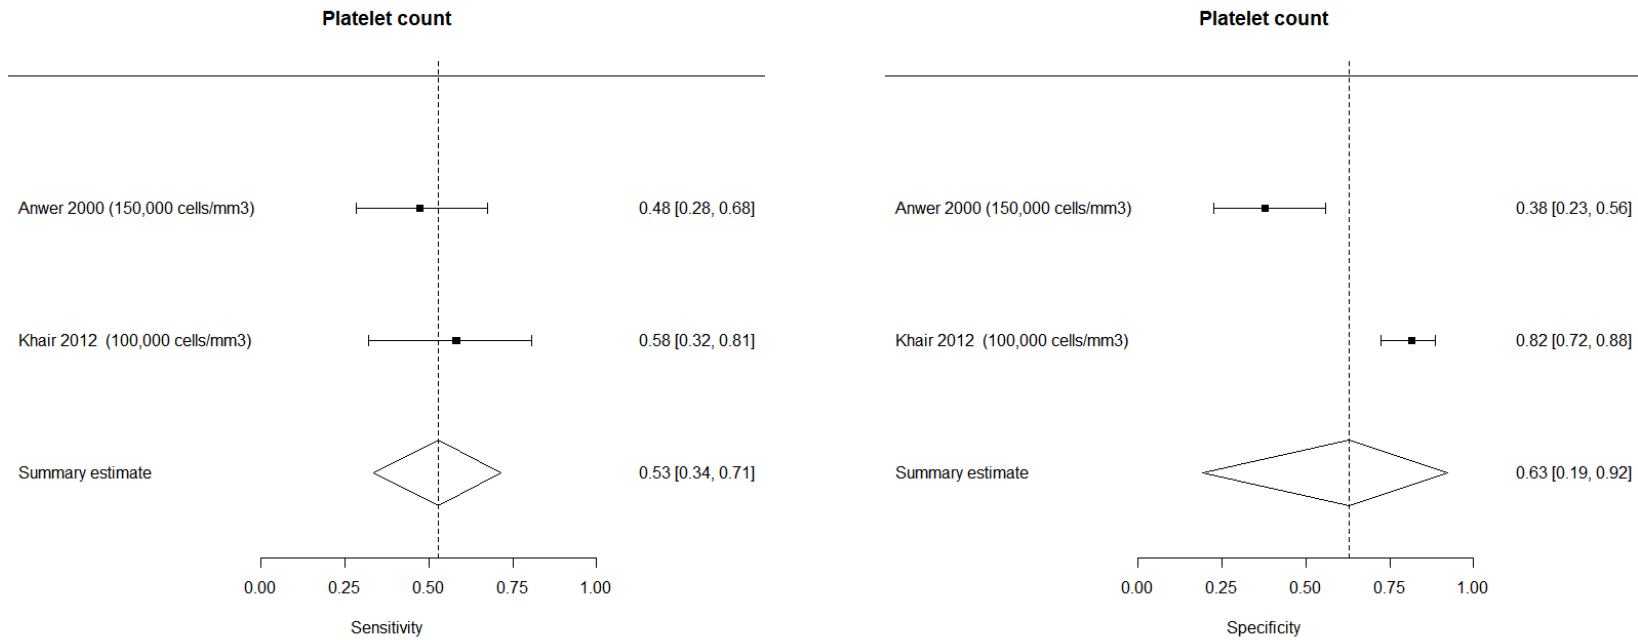 Platelet count
Anwer 2000 (150,000 cells/mm3) 0.48 [0.28, 0.68]
Khair 2012  (100,000 cells/mm3) 0.58 [0.32, 0.81]
Summary estimate 0.53 [0.34, 0.71]
0.00 0.25 0.50 0.75 1.00
Sensitivity
Platelet count
Anwer 2000 (150,000 cells/mm3) 0.38 [0.23, 0.56]
Khair 2012  (100,000 cells/mm3) 0.82 [0.72, 0.88]
Summary estimate 0.63 [0.19, 0.92]
0.00 0.25 0.50 0.75 1.00
Specificity